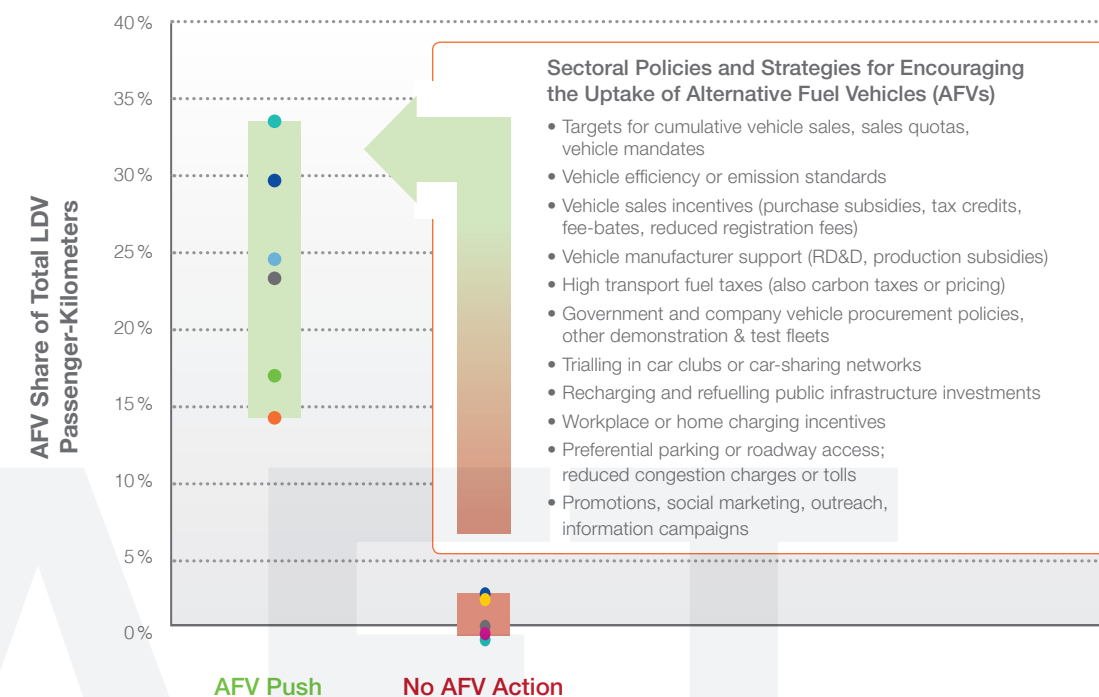 40 %
35 %
30 %
25 %
20 %
15 %
10 %
5 %
0 %
AFV Share of Total LDV
Passenger-Kilometers
Sectoral Policies and Strategies for Encouraging
the Uptake of Alternative Fuel Vehicles (AFVs)
• Targets for cumulative vehicle sales, sales quotas,
vehicle mandates
• Vehicle efficiency or emission standards
• Vehicle sales incentives (purchase subsidies, tax credits,
fee-bates, reduced registration fees)
• Vehicle manufacturer support (RD&D, production subsidies)
• High transport fuel taxes (also carbon taxes or pricing)
• Government and company vehicle procurement policies,
other demonstration & test fleets
• Trialling in car clubs or car-sharing networks
• Recharging and refuelling public infrastructure investments
• Workplace or home charging incentives
• Preferential parking or roadway access;
reduced congestion charges or tolls
• Promotions, social marketing, outreach,
information campaigns
AFV Push
No AFV Action